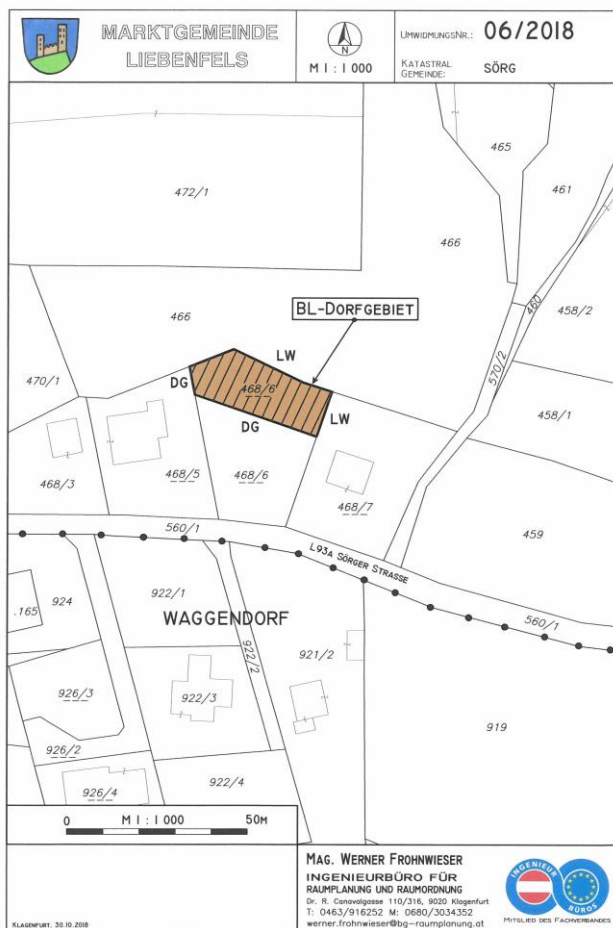 MARKTGEMEINDE
LIEBENFELS
N
M 1 : 1 000
UMWIDMUNGSNR.: 06/2018
KATASTRAL
GEMEINDE: SÖRG
465
461
472/1
466
460
458/2
466
BL-DORFGEBIET
570/2
LW
470/1
DG
468/6
458/1
DG
LW
468/5
468/6
468/3
468/7
459
560/1
L93A SÖRGER STRASSE
922/1
924
.165
WAGGENDORF
560/1
922/2
921/2
926/3
922/3
919
926/2
922/4
926/4
0 M 1 : 1 000 50M
MAG. WERNER FROHNWIESER
INGENIEURBÜRO FÜR
RAUMPLANUNG UND RAUMORDNUNG
Dr. R. Canavalgasse 110/316, 9020 Klagenfurt
T: 0463/916252 M: 0680/3034352
werner.frohnwieser@bg-raumplanung.at
INGENIEUR
BÜROS
MITGLIED DES FACHVERBANDES
KLAGENFURT, 30.10.2018